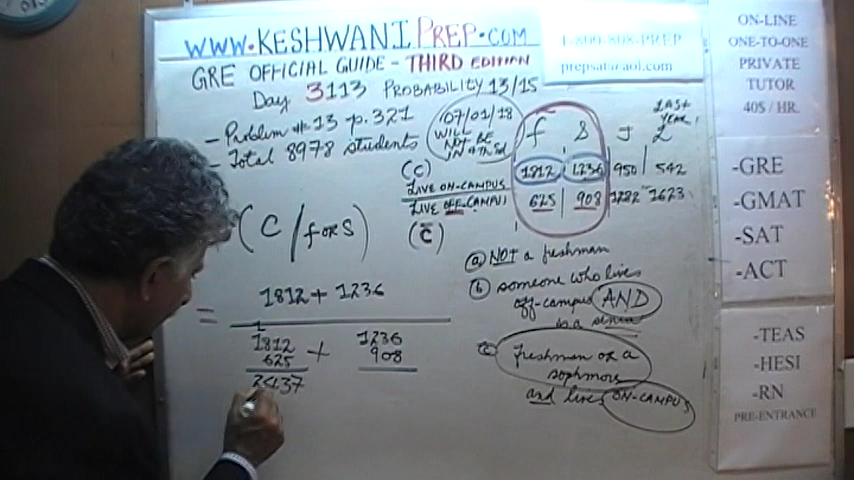 www.KESHWANIPREP.com
1-800-808-PREP
prepsat@aol.com
GRE OFFICIAL GUIDE - THIRD EDITION
Day 3113 PROBABILITY 13/15
- Problem # 13 p.321
- Total 8978 students
07/01/18
WILL
NOT BE
IN
f S J L
LAST
YEAR
(C)
LIVE ON-CAMPUS 1812 1236 950 542
LIVE OFF-CAMPUS 625 908 1282 1623
(C̄)
(C/f or S)
= 1812 + 1236
1812 + 1236
625 908
2437
(a) NOT a freshman
(b) someone who lives
off-campus AND
is a senior
(c) freshman or a
sophmore
and lives ON-CAMPUS
ON-LINE
ONE-TO-ONE
PRIVATE
TUTOR
40$ / HR.
-GRE
-GMAT
-SAT
-ACT
-TEAS
-HESI
-RN
PRE-ENTRANCE